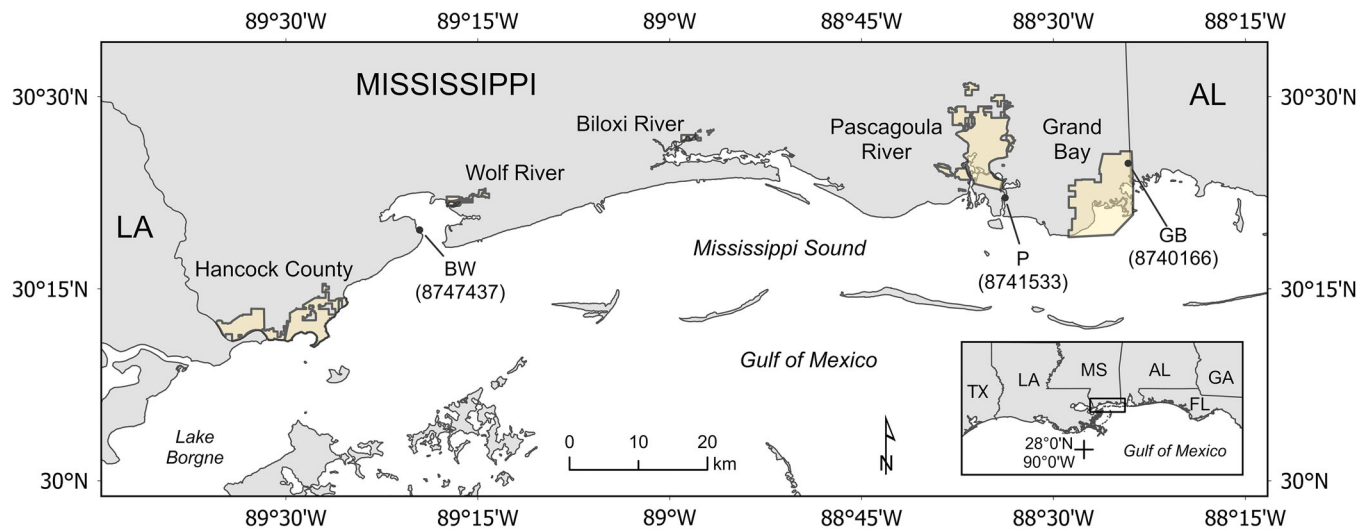 89°30'W 89°15'W 89°W 88°45'W 88°30'W 88°15'W
30°30'N 30°30'N
MISSISSIPPI
AL
Biloxi River
Pascagoula
River
Grand
Bay
Wolf River
LA
GB
(8740166)
Mississippi Sound
P
(8741533)
BW
(8747437)
Hancock County
30°15'N 30°15'N
Gulf of Mexico
TX LA MS AL GA
FL
28°0'N
90°0'W
Gulf of Mexico
Lake
Borgne
0 10 20
km
N
30°N 30°N
89°30'W 89°15'W 89°W 88°45'W 88°30'W 88°15'W